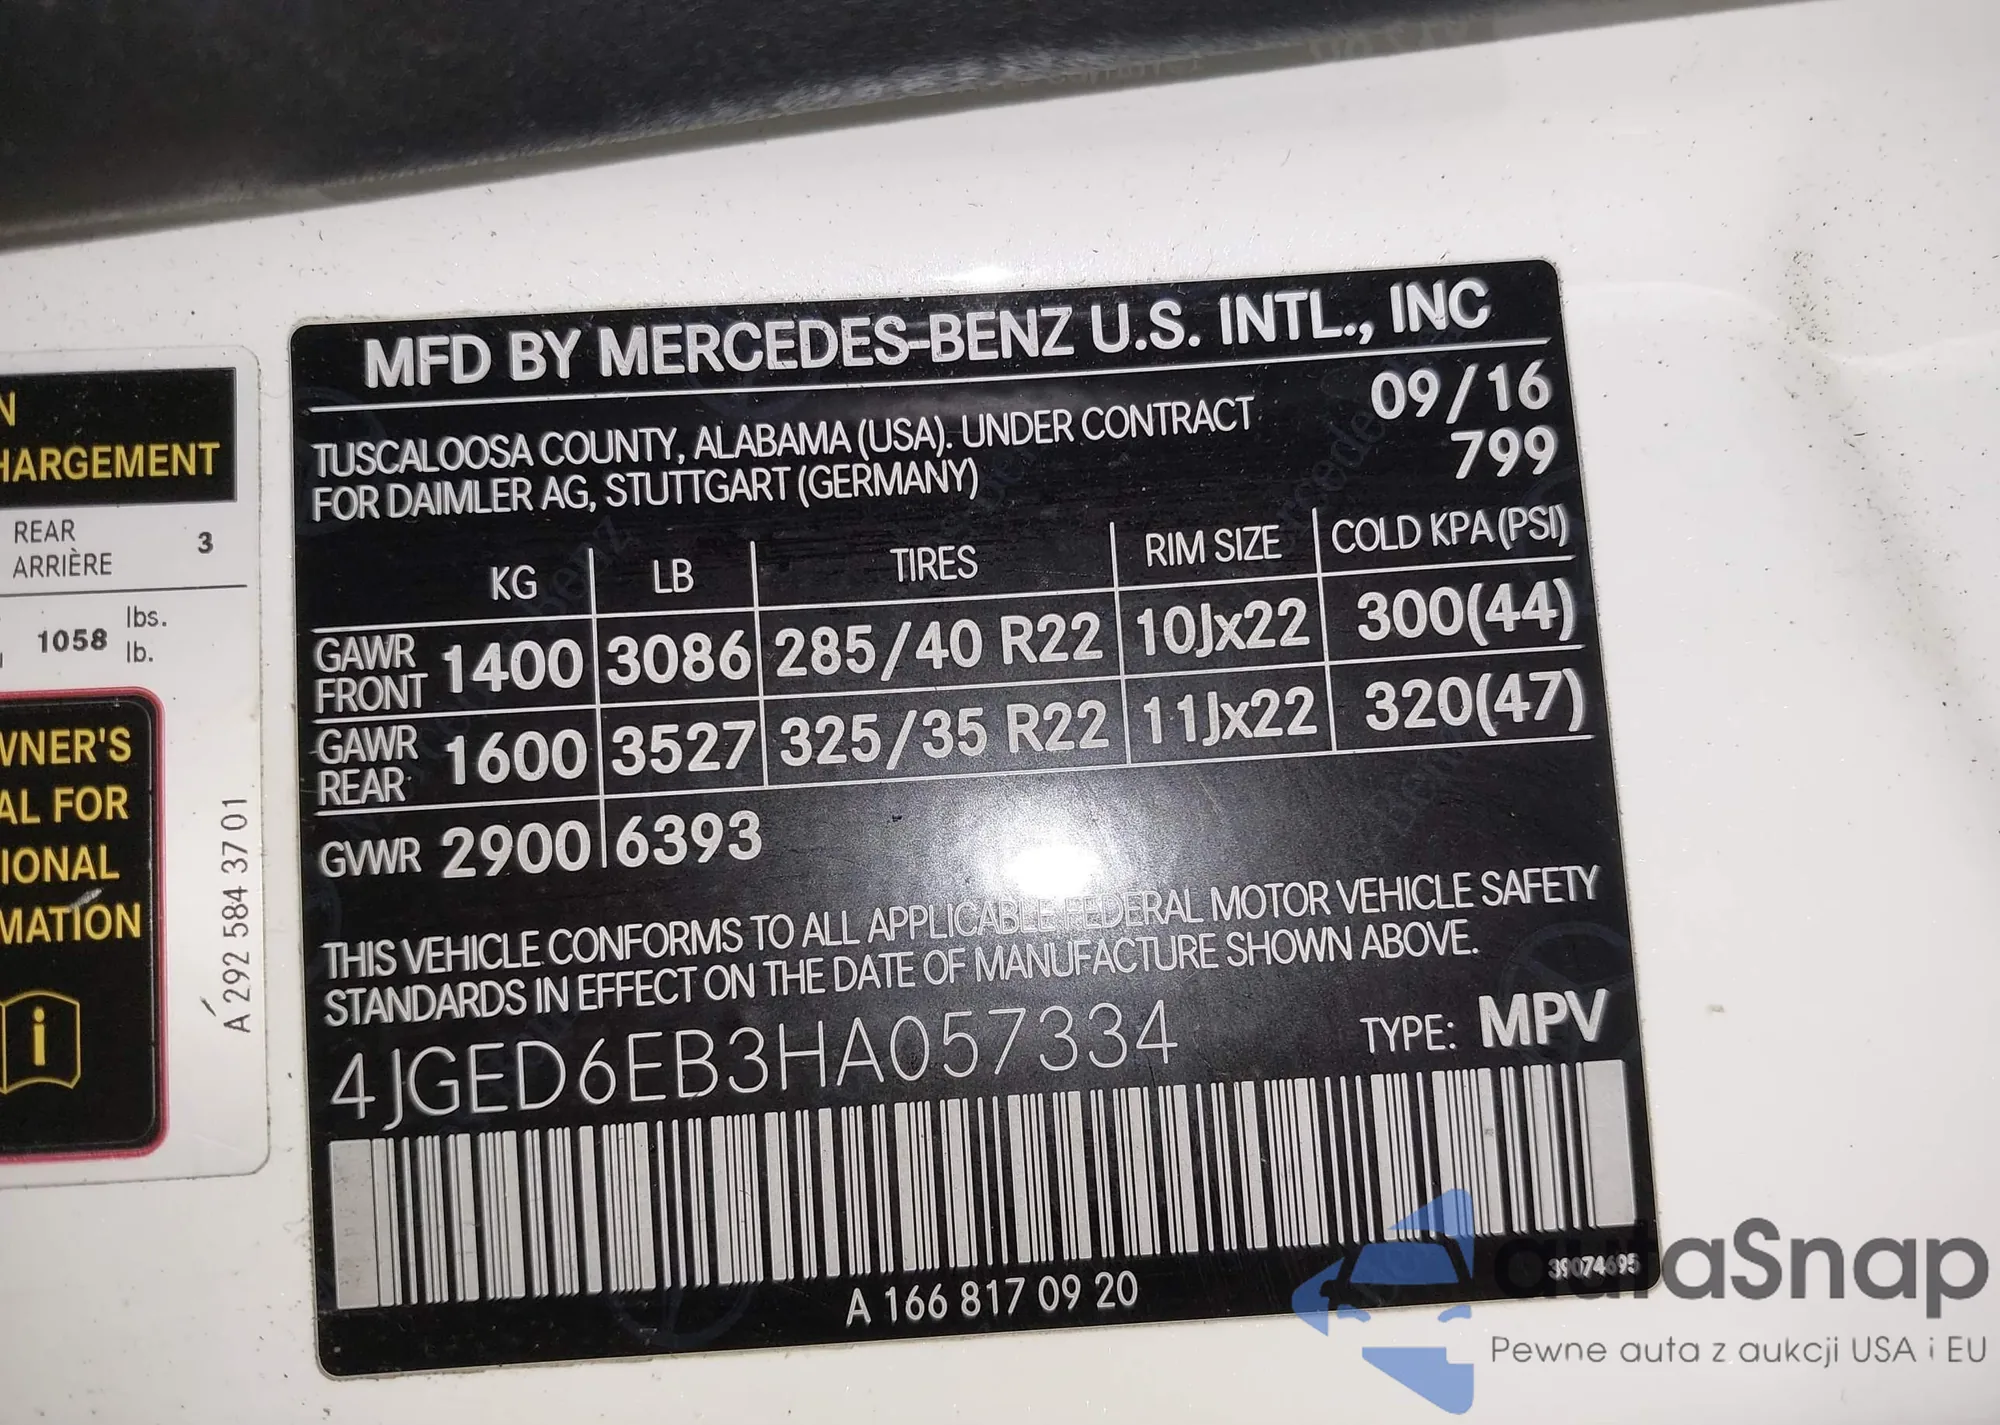 N
HARGEMENT
REAR
ARRIÈRE
3
1058 lbs.
lb.
WNER'S
AL FOR
IONAL
MATION
i
A 292 584 37 01
MFD BY MERCEDES-BENZ U.S. INTL., INC
TUSCALOOSA COUNTY, ALABAMA (USA). UNDER CONTRACT
FOR DAIMLER AG, STUTTGART (GERMANY)
09/16
799
KG LB TIRES RIM SIZE COLD KPA (PSI)
GAWR FRONT 1400 3086 285/40 R22 10Jx22 300(44)
GAWR REAR 1600 3527 325/35 R22 11Jx22 320(47)
GVWR 2900 6393
THIS VEHICLE CONFORMS TO ALL APPLICABLE FEDERAL MOTOR VEHICLE SAFETY
STANDARDS IN EFFECT ON THE DATE OF MANUFACTURE SHOWN ABOVE.
4JGED6EB3HA057334 TYPE: MPV
A 166 817 09 20
39074695
autaSnap
Pewne auta z aukcji USA i EU